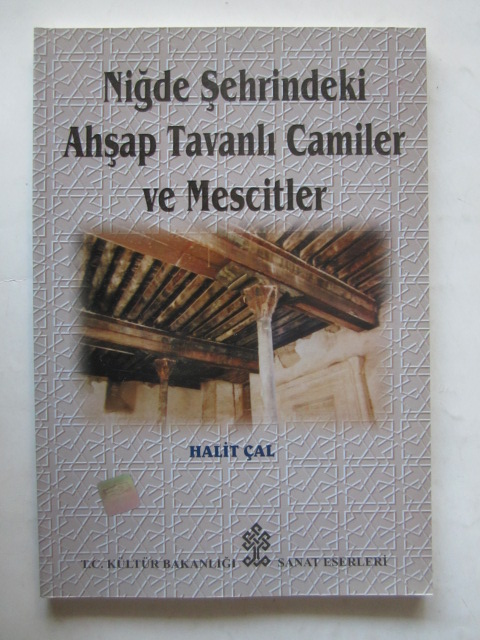 Niğde Şehrindeki
Ahşap Tavanlı Camiler
ve Mescitler
HALİT ÇAL
T.C. KÜLTÜR BAKANLIĞI SANAT ESERLERİ